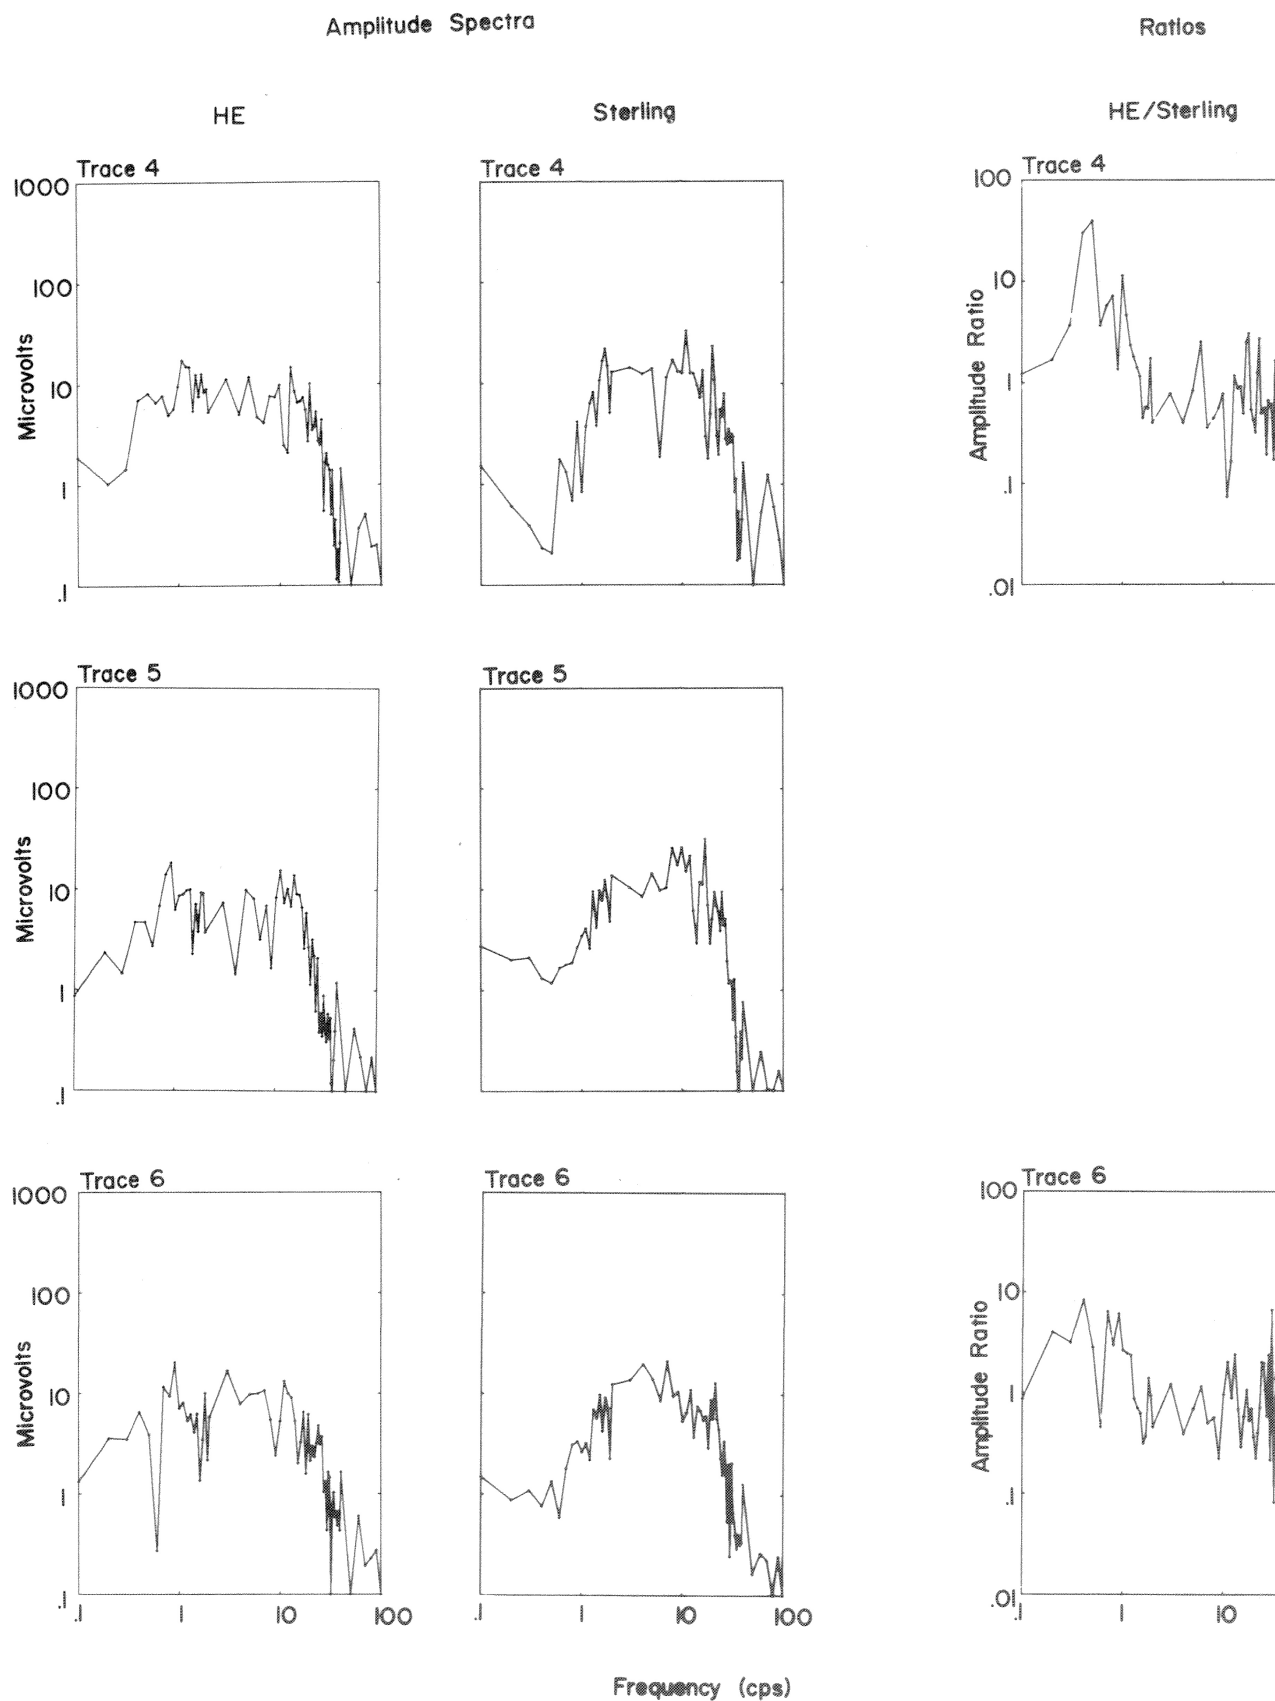 Amplitude Spectra
Ratios
HE
Sterling
HE/Sterling
Trace 4
Trace 4
Trace 4
1000
100
10
1
.1
Microvolts
100
10
1
.1
.01
Amplitude Ratio
Trace 5
Trace 5
1000
100
10
1
.1
Microvolts
Trace 6
Trace 6
Trace 6
1000
100
10
1
.1
Microvolts
100
10
1
.1
.01
Amplitude Ratio
.1 1 10 100
.1 1 10 100
.1 1 10
Frequency (cps)